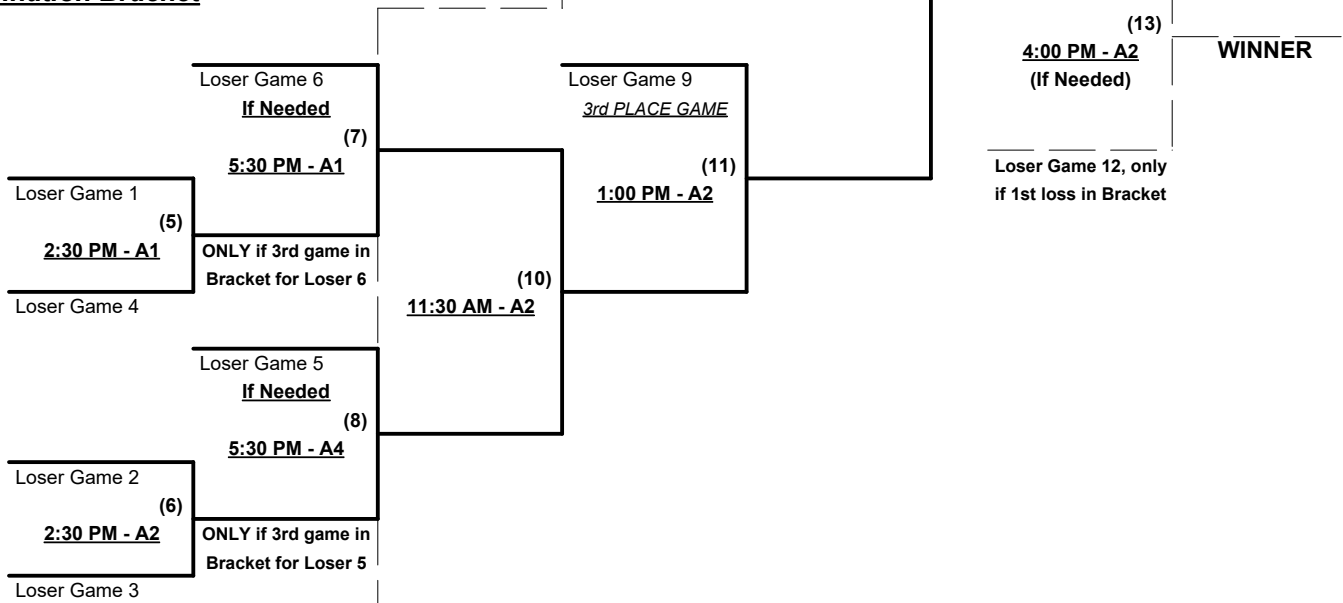 Bracket
(13)
4:00 PM - A2
(If Needed)
WINNER
Loser Game 6
If Needed
(7)
5:30 PM - A1
Loser Game 9
3rd PLACE GAME
(11)
1:00 PM - A2
Loser Game 12, only
if 1st loss in Bracket
Loser Game 1
(5)
2:30 PM - A1
ONLY if 3rd game in
Bracket for Loser 6
Loser Game 4
(10)
11:30 AM - A2
Loser Game 5
If Needed
(8)
5:30 PM - A4
Loser Game 2
(6)
2:30 PM - A2
ONLY if 3rd game in
Bracket for Loser 5
Loser Game 3